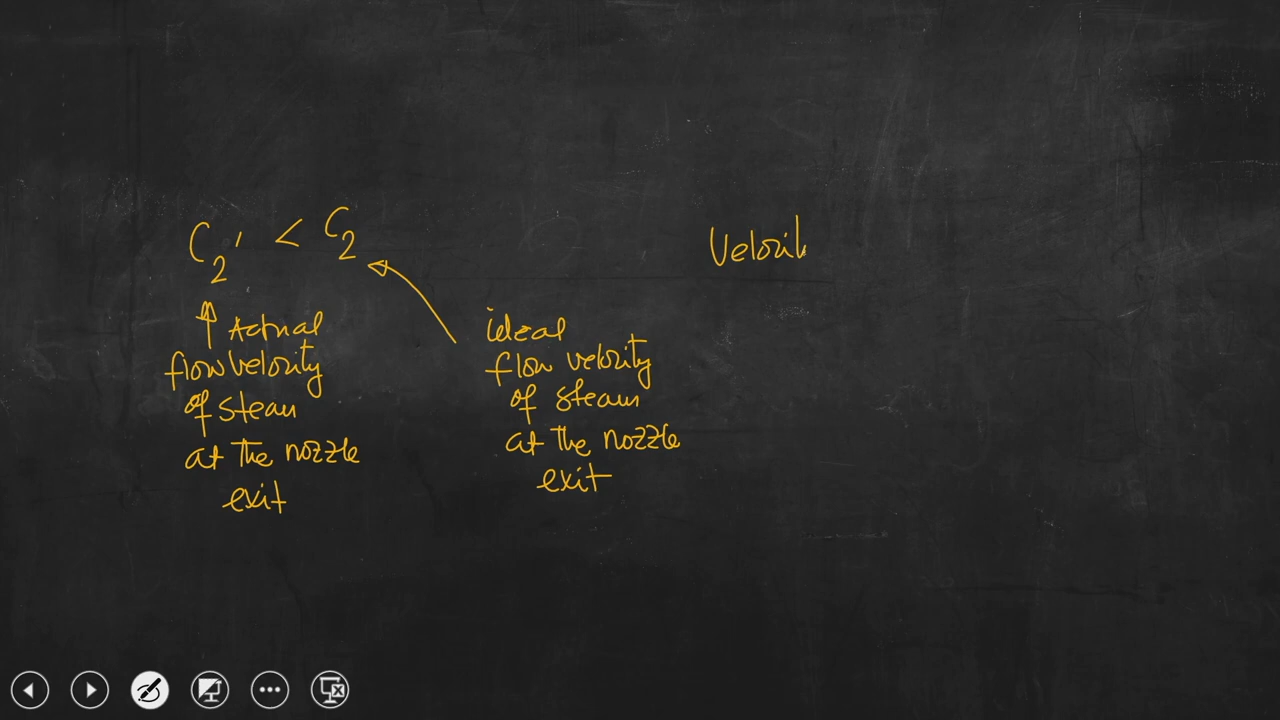 C₂' < C₂
Actual
flow velocity
of steam
at the nozzle
exit
ideal
flow velocity
of steam
at the nozzle
exit
Velocit